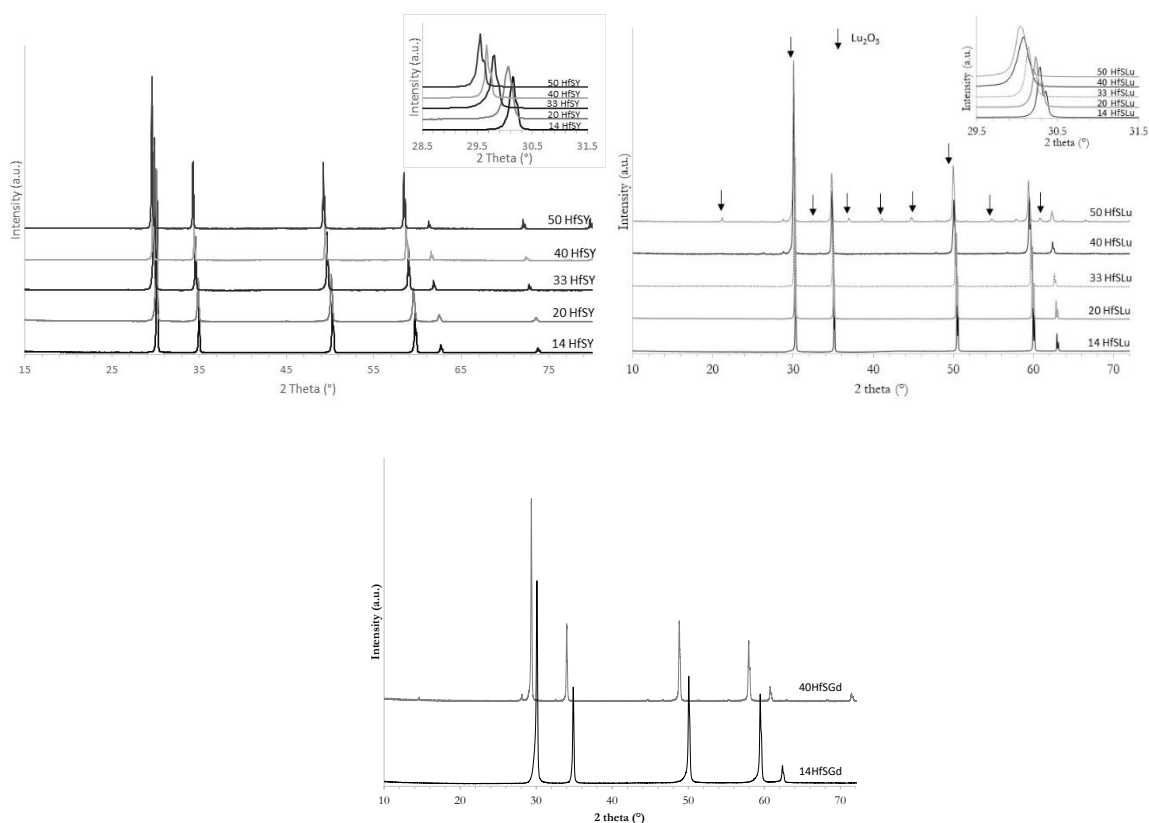 Intensity (a.u.)
50 HfSY
40 HfSY
33 HfSY
20 HfSY
14 HfSY
15 25 35 45 55 65 75
2 Theta (°)
Intensity (a.u.)
50 HfSY
40 HfSY
33 HfSY
20 HfSY
14 HfSY
28.5 29.5 30.5 31.5
2 Theta (°)
Intensity (a.u.)
Lu₂O₃
50 HfSLu
40 HfSLu
33 HfSLu
20 HfSLu
14 HfSLu
10 20 30 40 50 60 70
2 theta (°)
Intensity (a.u.)
50 HfSLu
40 HfSLu
33 HfSLu
20 HfSLu
14 HfSLu
29.5 30.5 31.5
2 theta (°)
Intensity (a.u.)
40HfSGd
14HfSGd
10 20 30 40 50 60 70
2 theta (°)